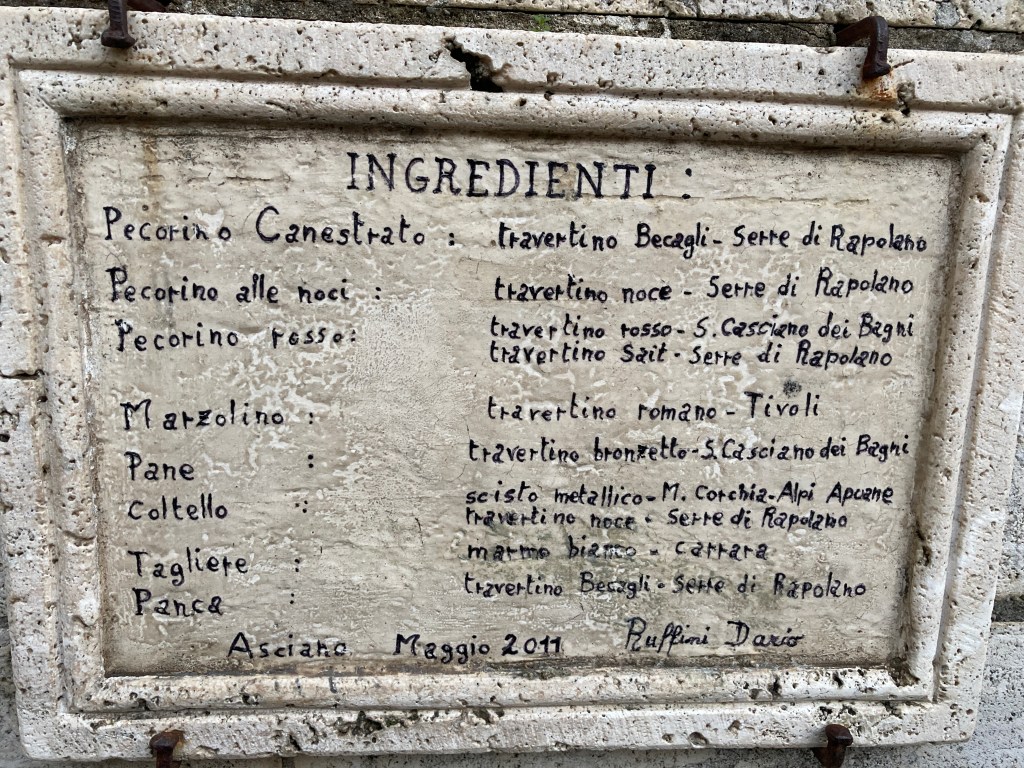 INGREDIENTI :
Pecorino Canestrato : travertino Becagli - Serre di Rapolano
Pecorino alle noci : travertino noce - Serre di Rapolano
Pecorino rosso : travertino rosso - S. Casciano dei Bagni
travertino Sait - Serre di Rapolano
Marzolino : travertino romano - Tivoli
Pane : travertino bronzetto - S. Casciano dei Bagni
Coltello : scisto metallico - M. Corchia - Alpi Apuane
travertino noce - Serre di Rapolano
Tagliere : marmo bianco - Carrara
Panca : travertino Becagli - Serre di Rapolano
Asciano Maggio 2011 Ruffini Dario